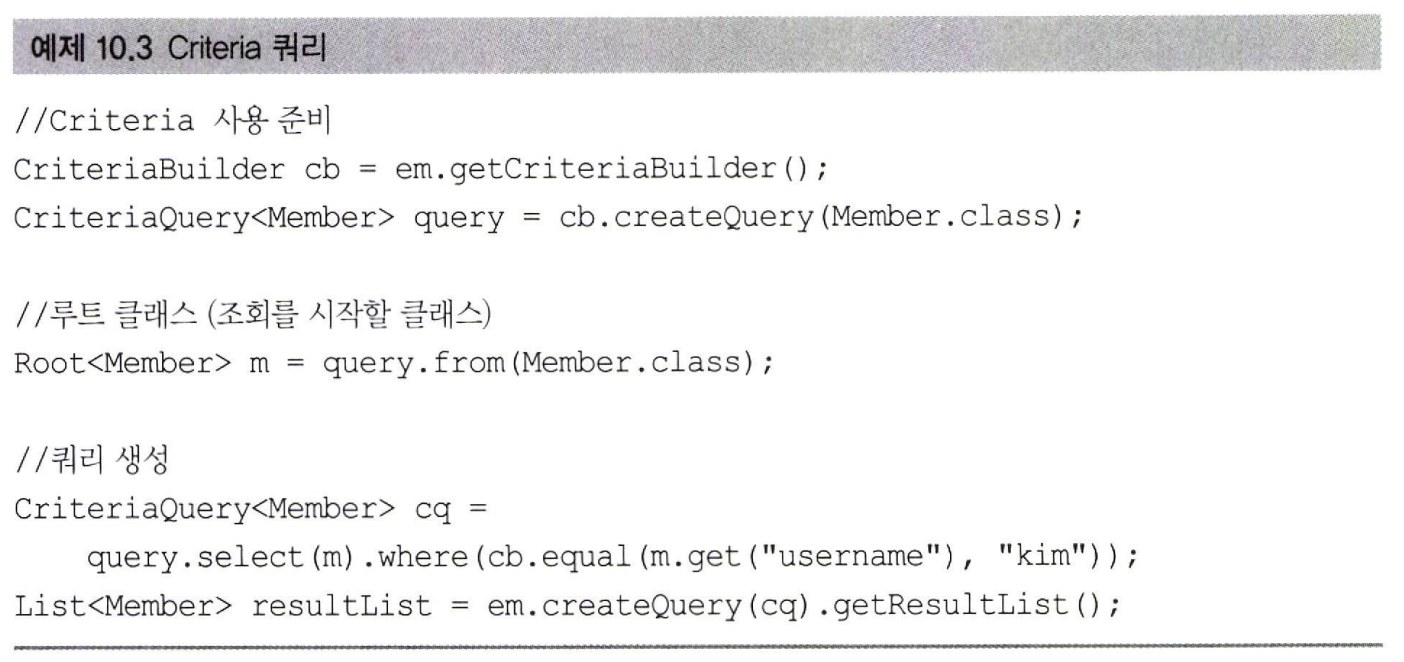 예제 10.3 Criteria 쿼리
//Criteria 사용 준비
CriteriaBuilder cb = em.getCriteriaBuilder();
CriteriaQuery<Member> query = cb.createQuery(Member.class);
//루트 클래스 (조회를 시작할 클래스)
Root<Member> m = query.from(Member.class);
//쿼리 생성
CriteriaQuery<Member> cq =
query.select(m).where(cb.equal(m.get("username"), "kim"));
List<Member> resultList = em.createQuery(cq).getResultList();